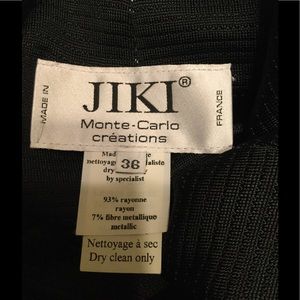 MADE IN
JIKI®
FRANCE
Monte-Carlo
créations
36
dry
by specialist
93% rayonne
rayon
7% fibre metallique
metallic
Nettoyage à sec
Dry clean only